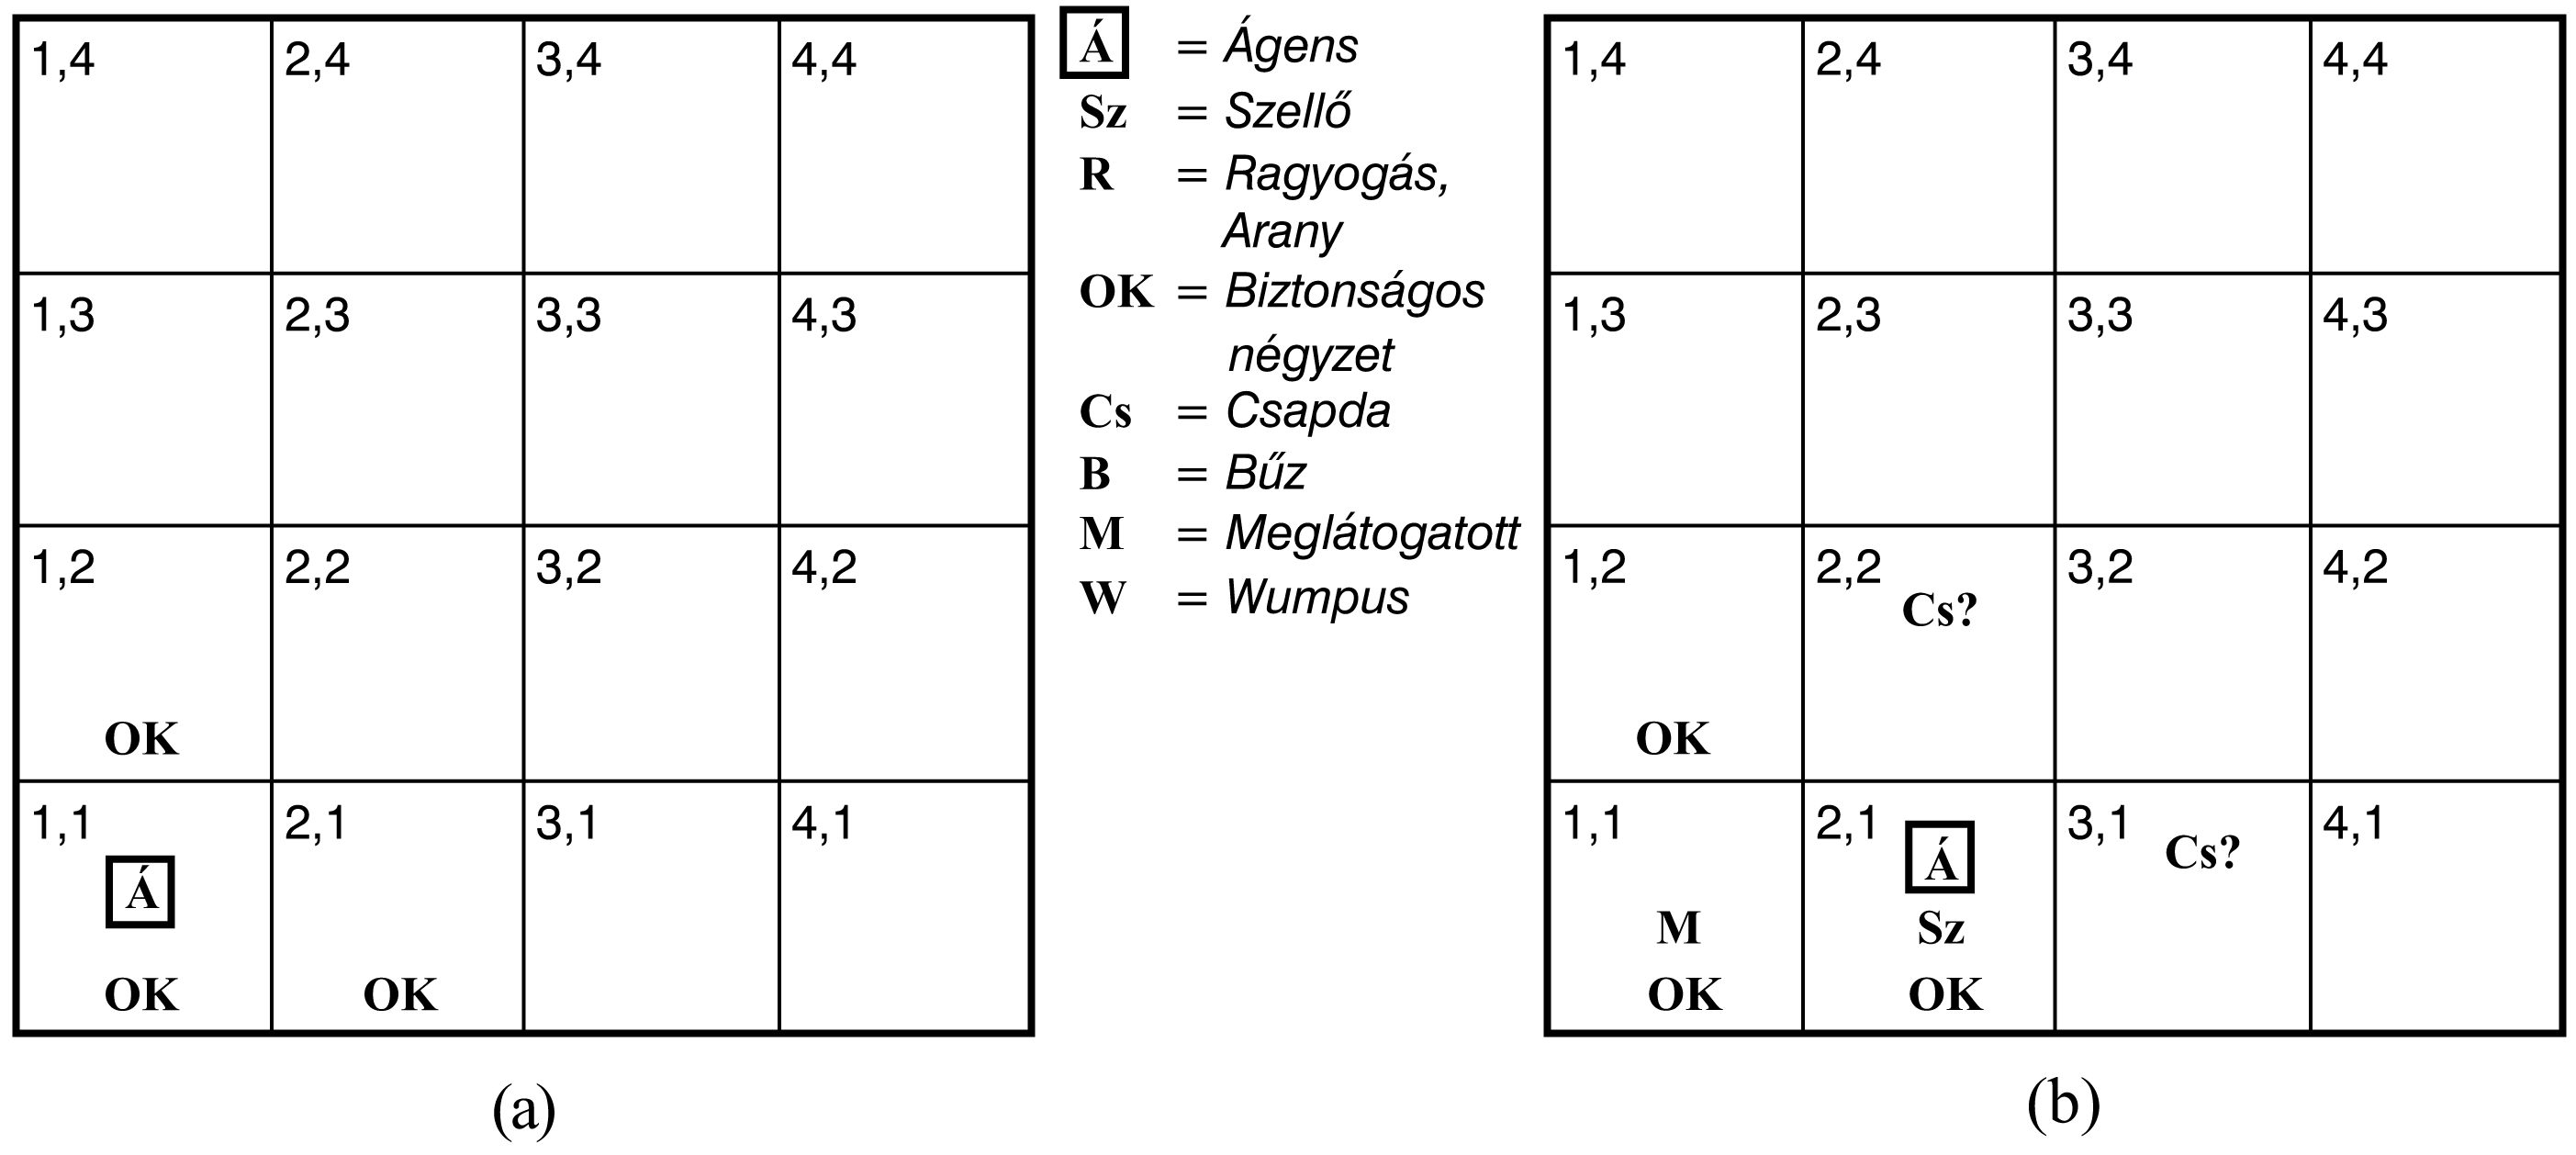 1,4 2,4 3,4 4,4
1,3 2,3 3,3 4,3
1,2 2,2 3,2 4,2
OK
1,1 2,1 3,1 4,1
Á
OK OK
(a)
Á = Ágens
Sz = Szellő
R = Ragyogás,
Arany
OK = Biztonságos
négyzet
Cs = Csapda
B = Bűz
M = Meglátogatott
W = Wumpus
1,4 2,4 3,4 4,4
1,3 2,3 3,3 4,3
1,2 2,2 3,2 4,2
Cs?
OK
1,1 2,1 3,1 4,1
Á Cs?
M Sz
OK OK
(b)